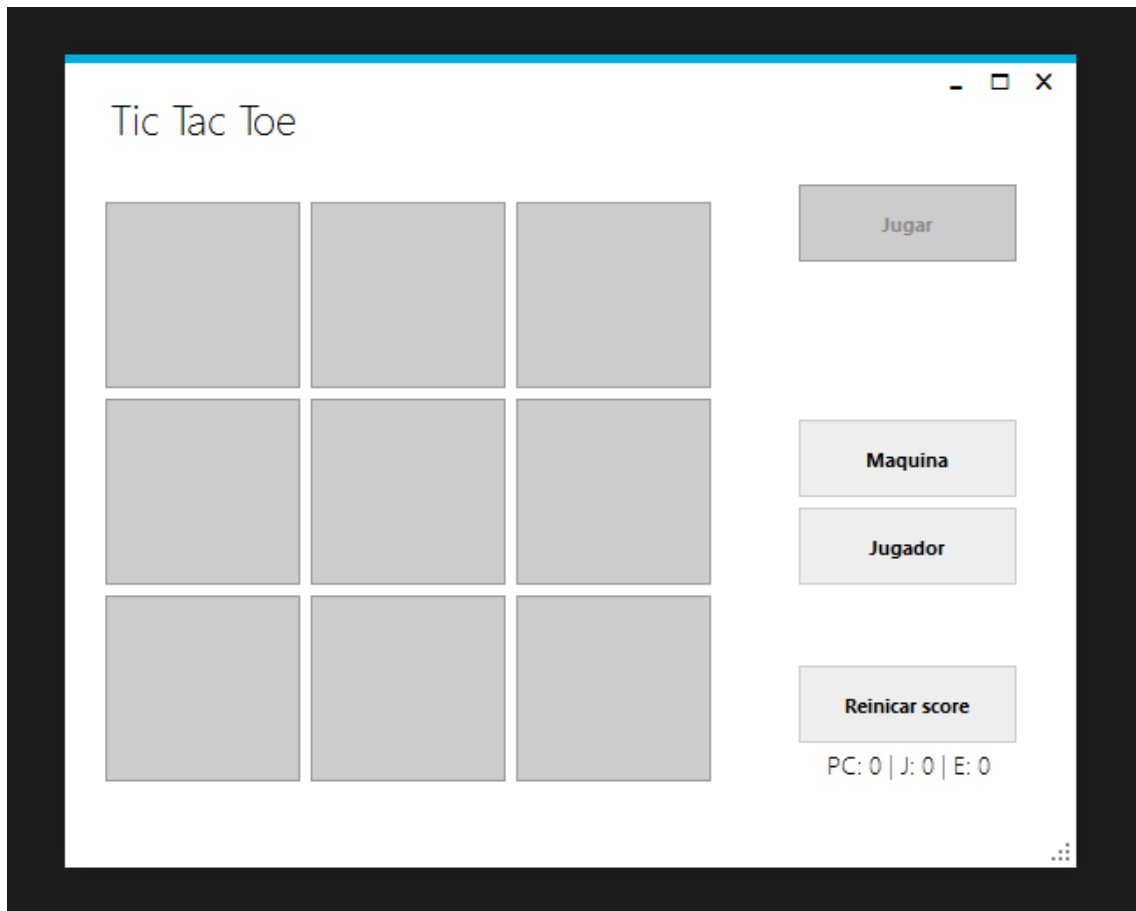 Tic Tac Toe
Jugar
Maquina
Jugador
Reinicar score
PC: 0 | J: 0 | E: 0